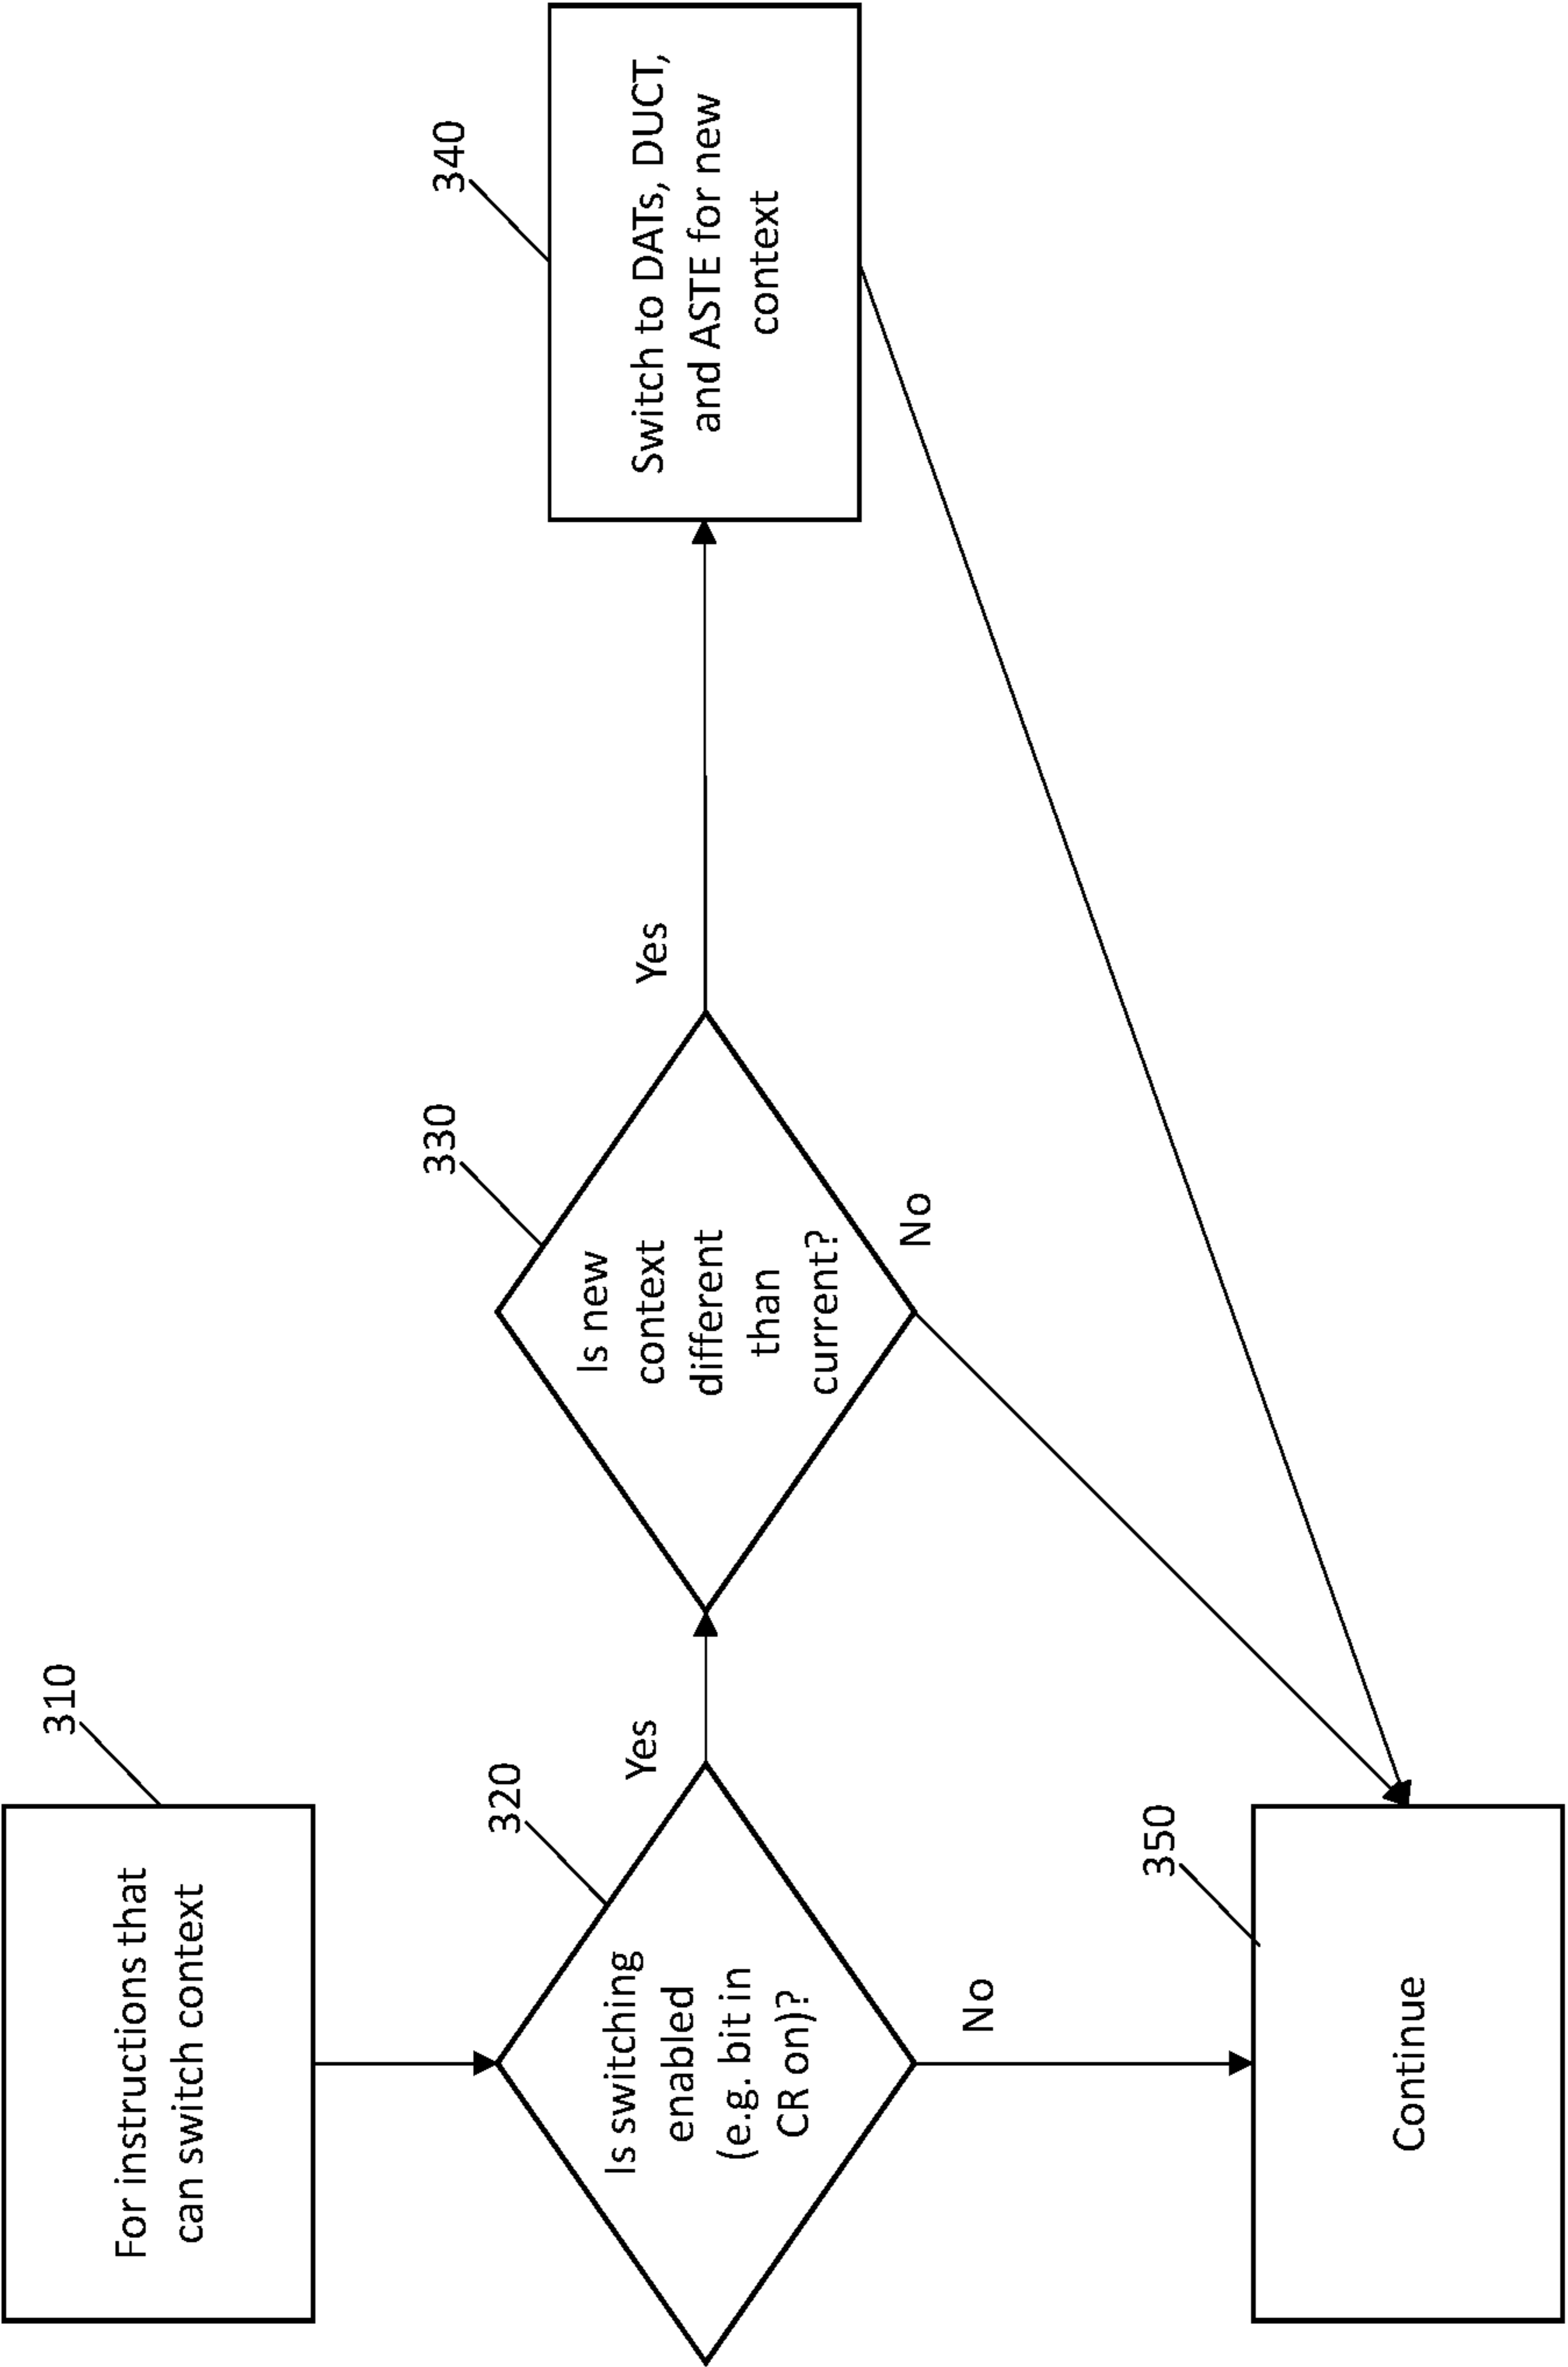 310
For instructions that
can switch context
320
Is switching
enabled
(e.g. bit in
CR on)?
Yes
No
330
Is new
context
different
than
current?
Yes
No
340
Switch to DATs, DUCT,
and ASTE for new
context
350
Continue